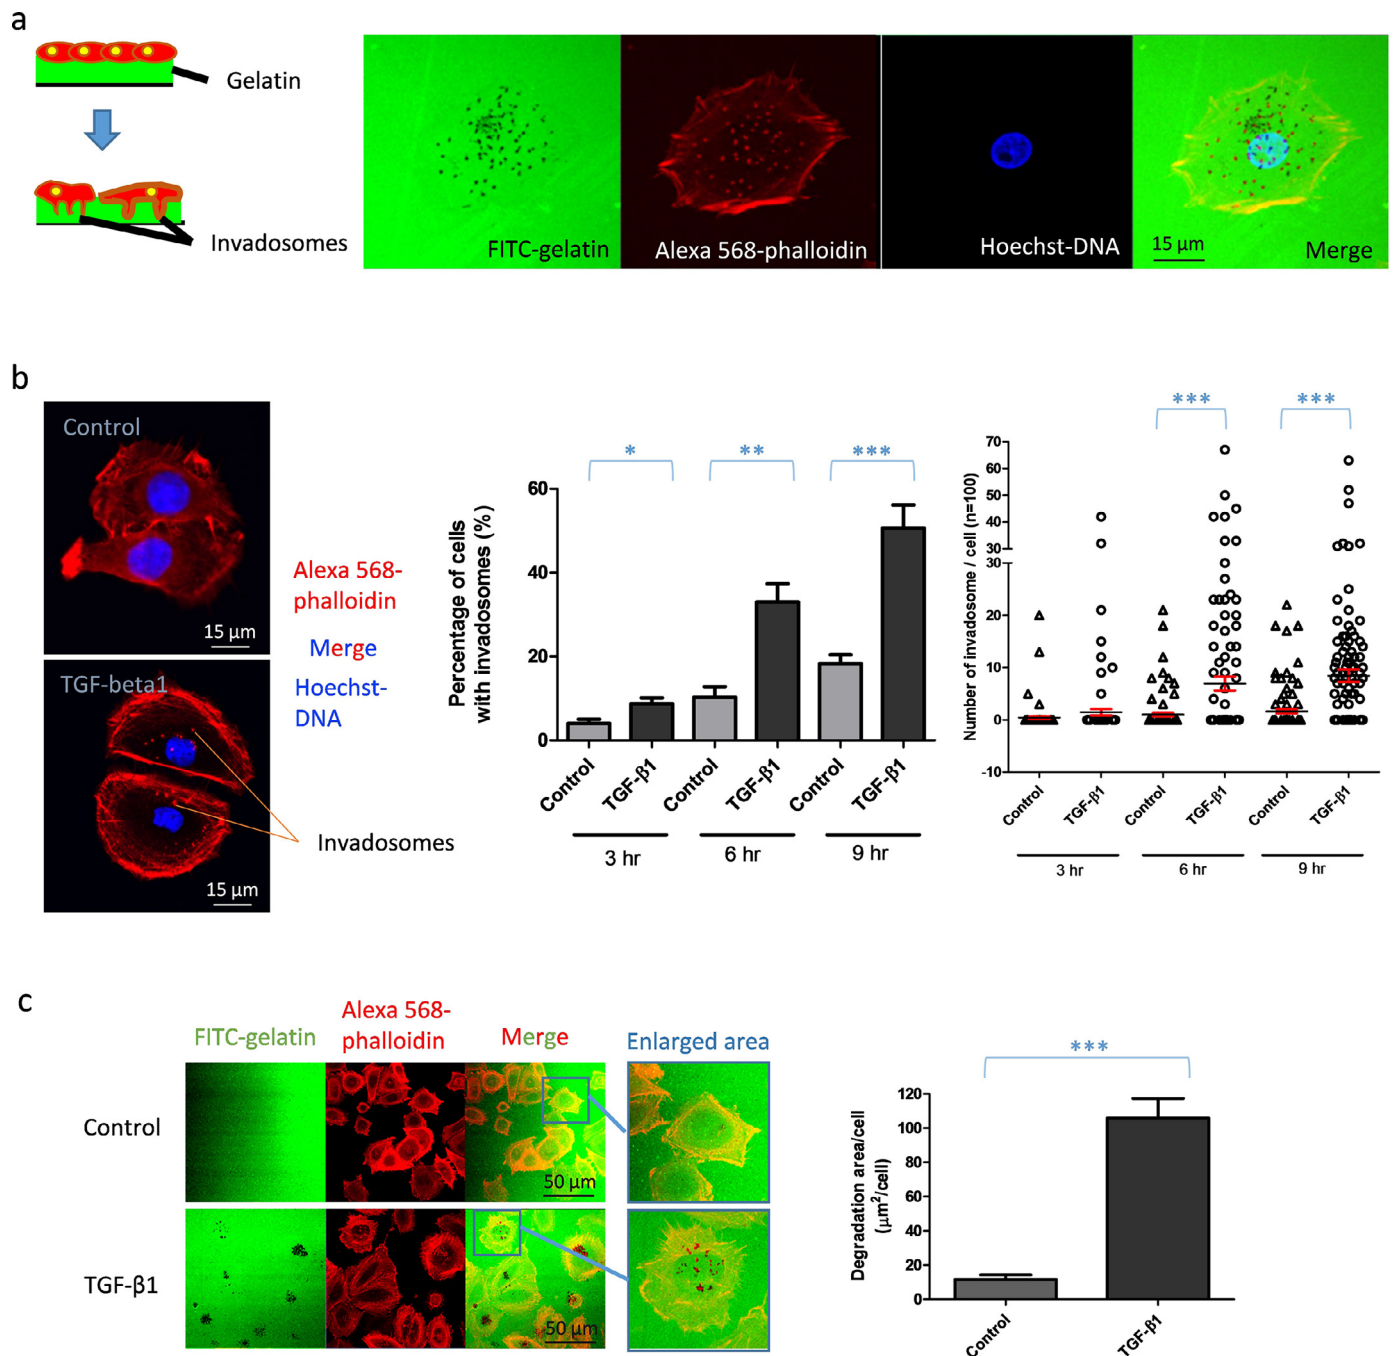 a
Gelatin
Invadosomes
FITC-gelatin
Alexa 568-phalloidin
Hoechst-DNA
15 µm
Merge
b
Control
15 µm
TGF-beta1
15 µm
Alexa 568-
phalloidin
Merge
Hoechst-
DNA
Invadosomes
Percentage of cells
with invadosomes (%)
60
40
20
0
*
**
***
Control
TGF-β1
Control
TGF-β1
Control
TGF-β1
3 hr
6 hr
9 hr
Number of invadosome / cell (n=100)
70
60
50
40
30
30
20
10
0
-10
***
***
Control
TGF-β1
Control
TGF-β1
Control
TGF-β1
3 hr
6 hr
9 hr
c
FITC-gelatin
Alexa 568-
phalloidin
Merge
Enlarged area
Control
50 µm
TGF-β1
50 µm
Degradation area/cell
(µm²/cell)
120
100
80
60
40
20
0
***
Control
TGF-β1